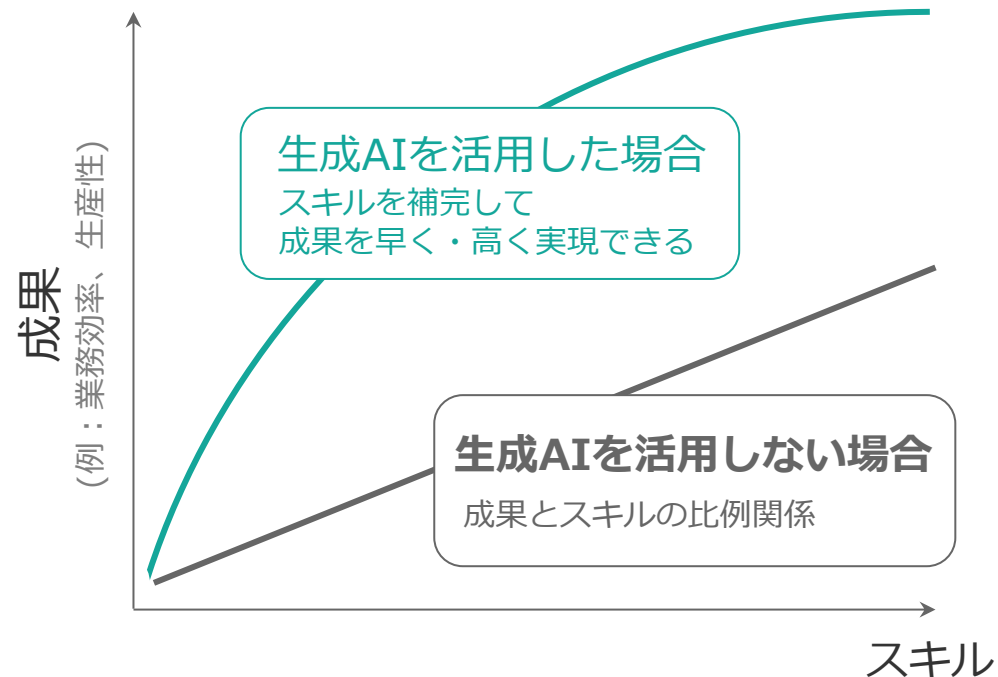 生成AIを活用した場合
スキルを補完して
成果を早く・高く実現できる
成果
(例：業務効率、生産性)
生成AIを活用しない場合
成果とスキルの比例関係
スキル